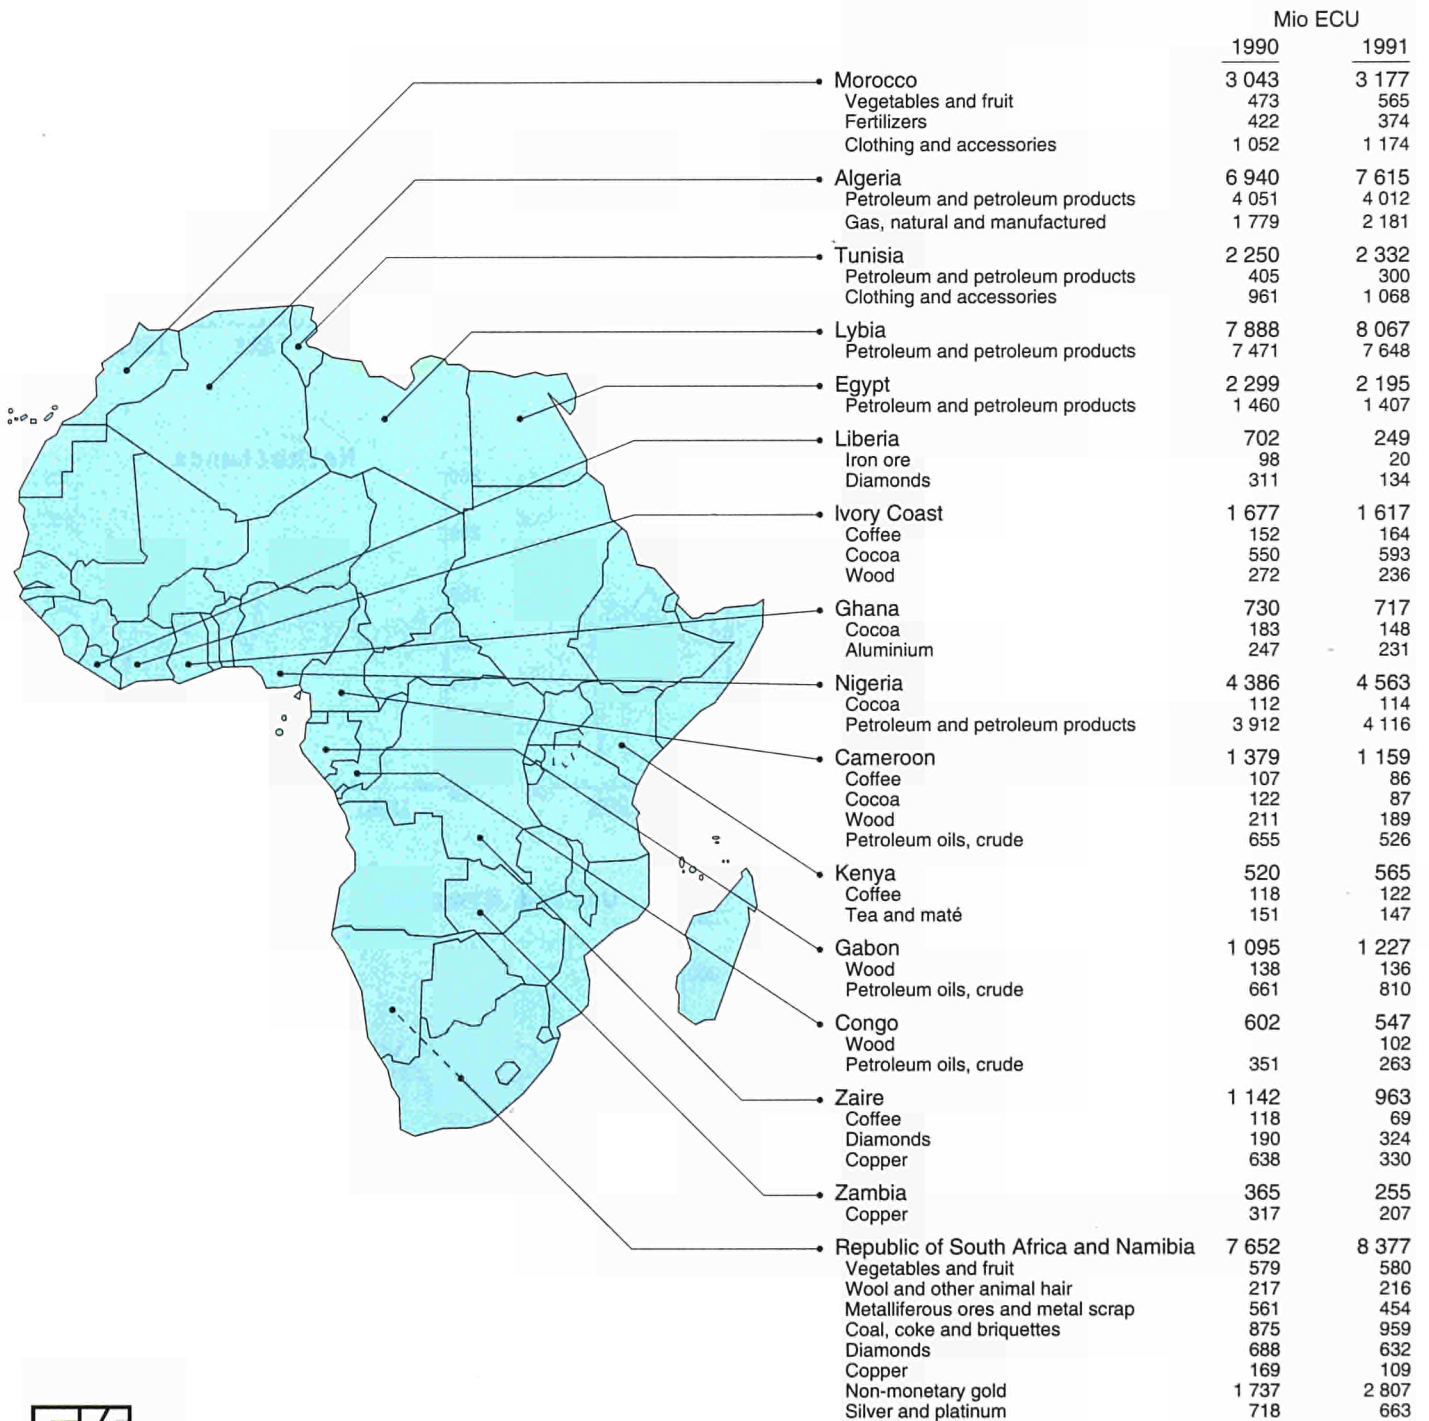 Mio ECU
1990 1991
Morocco 3 043 3 177
Vegetables and fruit 473 565
Fertilizers 422 374
Clothing and accessories 1 052 1 174
Algeria 6 940 7 615
Petroleum and petroleum products 4 051 4 012
Gas, natural and manufactured 1 779 2 181
Tunisia 2 250 2 332
Petroleum and petroleum products 405 300
Clothing and accessories 961 1 068
Lybia 7 888 8 067
Petroleum and petroleum products 7 471 7 648
Egypt 2 299 2 195
Petroleum and petroleum products 1 460 1 407
Liberia 702 249
Iron ore 98 20
Diamonds 311 134
Ivory Coast 1 677 1 617
Coffee 152 164
Cocoa 550 593
Wood 272 236
Ghana 730 717
Cocoa 183 148
Aluminium 247 231
Nigeria 4 386 4 563
Cocoa 112 114
Petroleum and petroleum products 3 912 4 116
Cameroon 1 379 1 159
Coffee 107 86
Cocoa 122 87
Wood 211 189
Petroleum oils, crude 655 526
Kenya 520 565
Coffee 118 122
Tea and maté 151 147
Gabon 1 095 1 227
Wood 138 136
Petroleum oils, crude 661 810
Congo 602 547
Wood 102
Petroleum oils, crude 351 263
Zaire 1 142 963
Coffee 118 69
Diamonds 190 324
Copper 638 330
Zambia 365 255
Copper 317 207
Republic of South Africa and Namibia 7 652 8 377
Vegetables and fruit 579 580
Wool and other animal hair 217 216
Metalliferous ores and metal scrap 561 454
Coal, coke and briquettes 875 959
Diamonds 688 632
Copper 169 109
Non-monetary gold 1 737 2 807
Silver and platinum 718 663